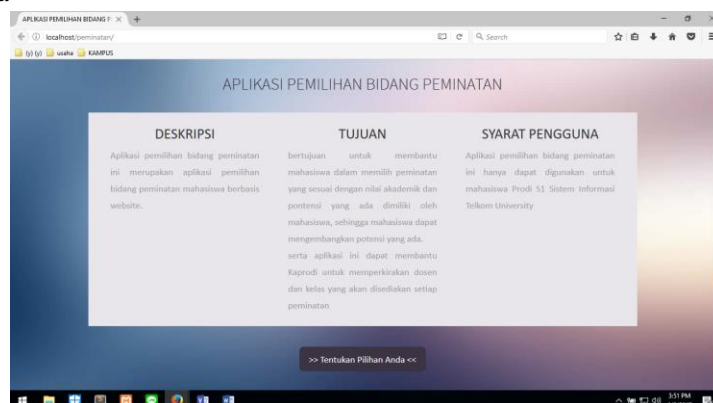 APLIKASI PEMILIHAN BIDANG P
localhost/peminatan/
Search
(y) (y) usaha KAMPUS
APLIKASI PEMILIHAN BIDANG PEMINATAN
DESKRIPSI
Aplikasi pemilihan bidang peminatan
ini merupakan aplikasi pemilihan
bidang peminatan mahasiswa berbasis
website.
TUJUAN
bertujuan untuk membantu
mahasiswa dalam memilih peminatan
yang sesuai dengan nilai akademik dan
pontensi yang ada dimiliki oleh
mahasiswa, sehingga mahasiswa dapat
mengembangkan potensi yang ada.
serta aplikasi ini dapat membantu
Kaprodi untuk memperkirakan dosen
dan kelas yang akan disediakan setiap
peminatan
SYARAT PENGGUNA
Aplikasi pemilihan bidang peminatan
ini hanya dapat digunakan untuk
mahasiswa Prodi S1 Sistem Informasi
Telkom University
>> Tentukan Pilihan Anda <<
3:51 PM